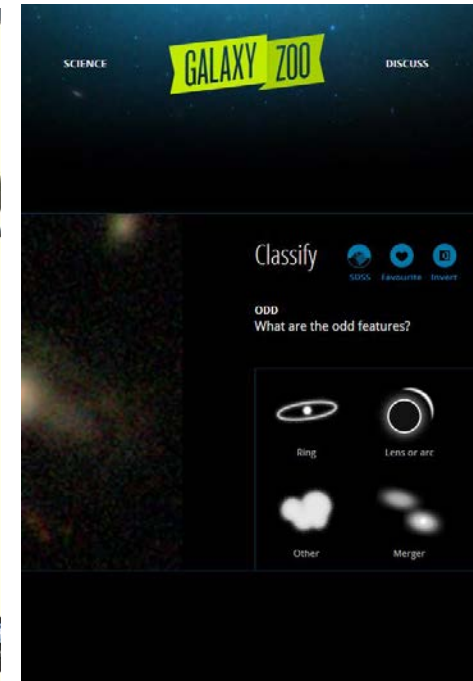 SCIENCE
GALAXY ZOO
DISCUSS
Classify
SDSS Favourite Invert
ODD
What are the odd features?
Ring Lens or arc
Other Merger